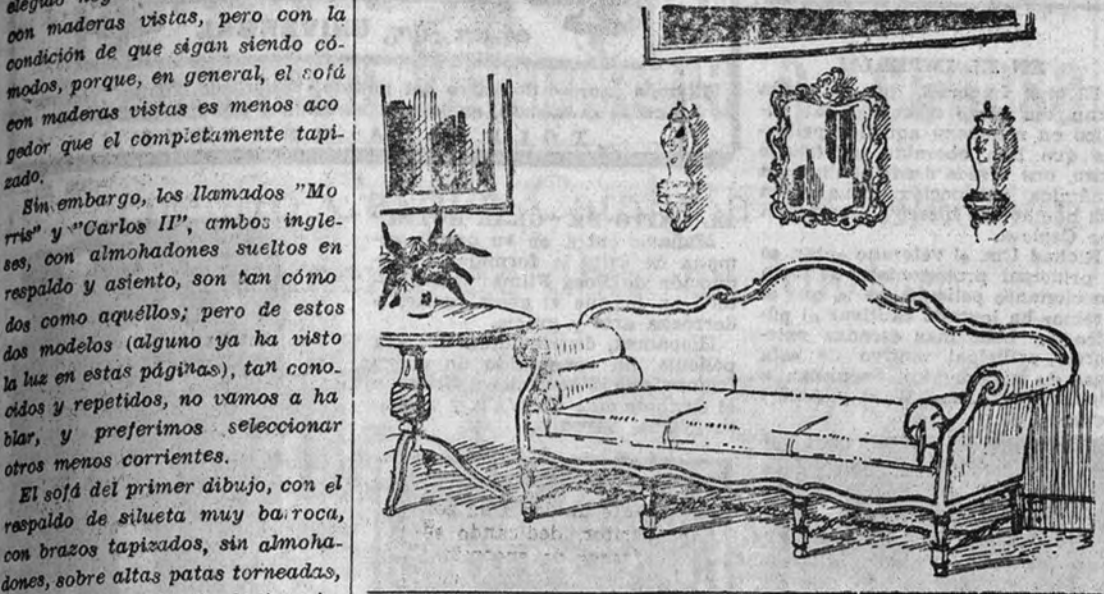 con maderas vistas, pero con la
condición de que sigan siendo có-
modos, porque, en general, el sofá
con maderas vistas es menos aco
gedor que el completamente tapi-
zado.
Sin embargo, los llamados "Mo
rris" y "Carlos II", ambos ingle-
ses, con almohadones sueltos en
respaldo y asiento, son tan cómo
dos como aquéllos; pero de estos
dos modelos (alguno ya ha visto
la luz en estas páginas), tan cono-
cidos y repetidos, no vamos a ha
blar, y preferimos seleccionar
otros menos corrientes.
El sofá del primer dibujo, con el
respaldo de silueta muy barroca,
con brazos tapizados, sin almoha-
dones, sobre altas patas torneadas,